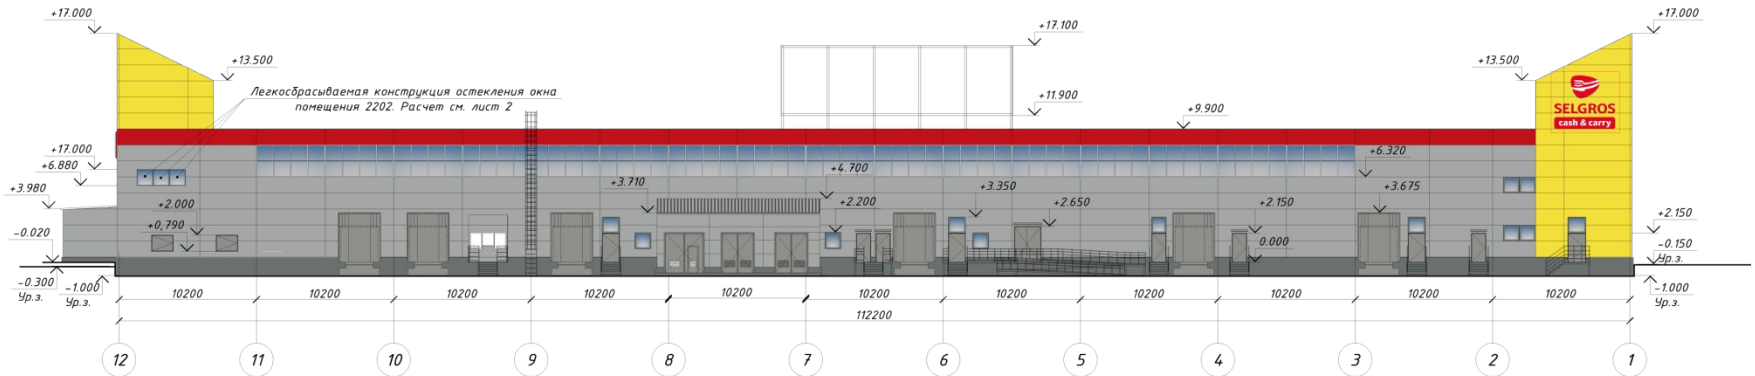 +17.000
+17.100
+17.000
+13.500
+13.500
Легкосбрасываемая конструкция остекления окна
помещения 2202. Расчет см. лист 2
+11.900
+9.900
SELGROS
cash & carry
+17.000
+6.880
+3.980
+2.000
+0,790
-0.020
+3.710
+4.700
+2.200
+3.350
+2.650
+6.320
+3.675
+2.150
0.000
+2.150
-0.150
Ур.з.
-0.300
Ур.з.
-1.000
Ур.з.
-1.000
Ур.з.
10200 10200 10200 10200 10200 10200 10200 10200 10200 10200 10200
112200
12 11 10 9 8 7 6 5 4 3 2 1